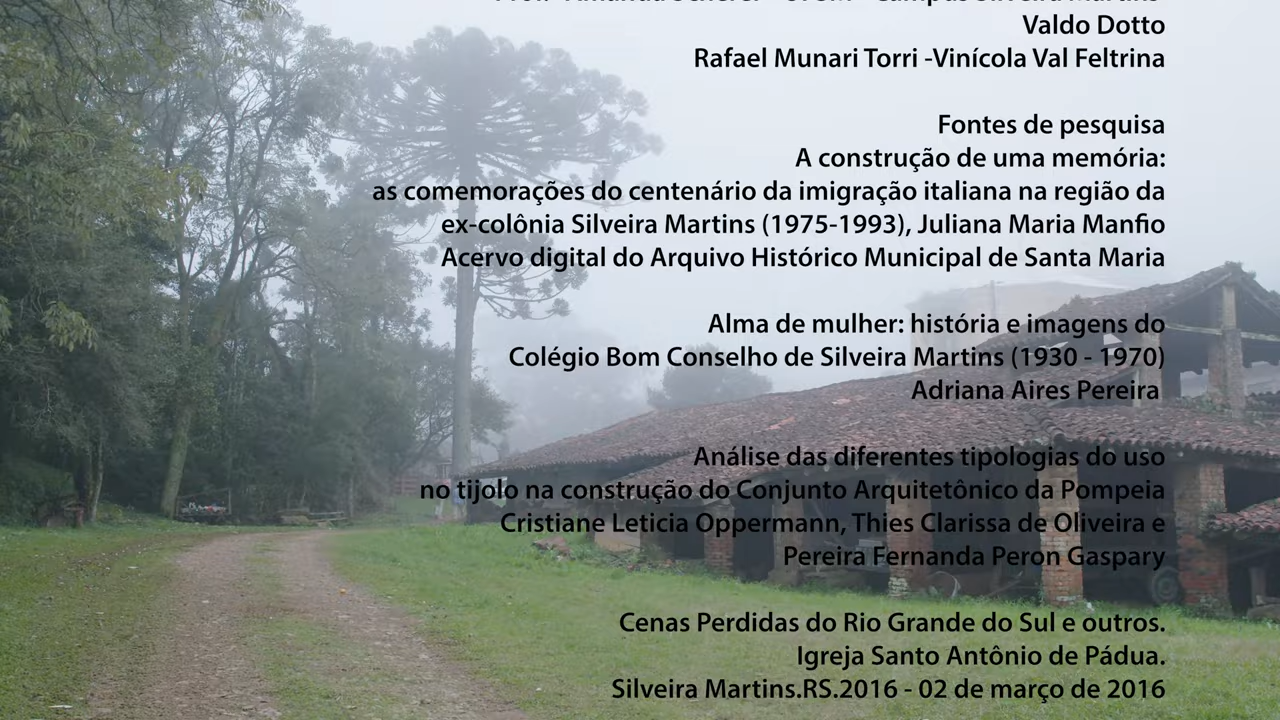 Valdo Dotto
Rafael Munari Torri -Vinícola Val Feltrina
Fontes de pesquisa
A construção de uma memória:
as comemorações do centenário da imigração italiana na região da
ex-colônia Silveira Martins (1975-1993), Juliana Maria Manfio
Acervo digital do Arquivo Histórico Municipal de Santa Maria
Alma de mulher: história e imagens do
Colégio Bom Conselho de Silveira Martins (1930 - 1970)
Adriana Aires Pereira
Análise das diferentes tipologias do uso
no tijolo na construção do Conjunto Arquitetônico da Pompeia
Cristiane Leticia Oppermann, Thies Clarissa de Oliveira e
Pereira Fernanda Peron Gaspary
Cenas Perdidas do Rio Grande do Sul e outros.
Igreja Santo Antônio de Pádua.
Silveira Martins.RS.2016 - 02 de março de 2016